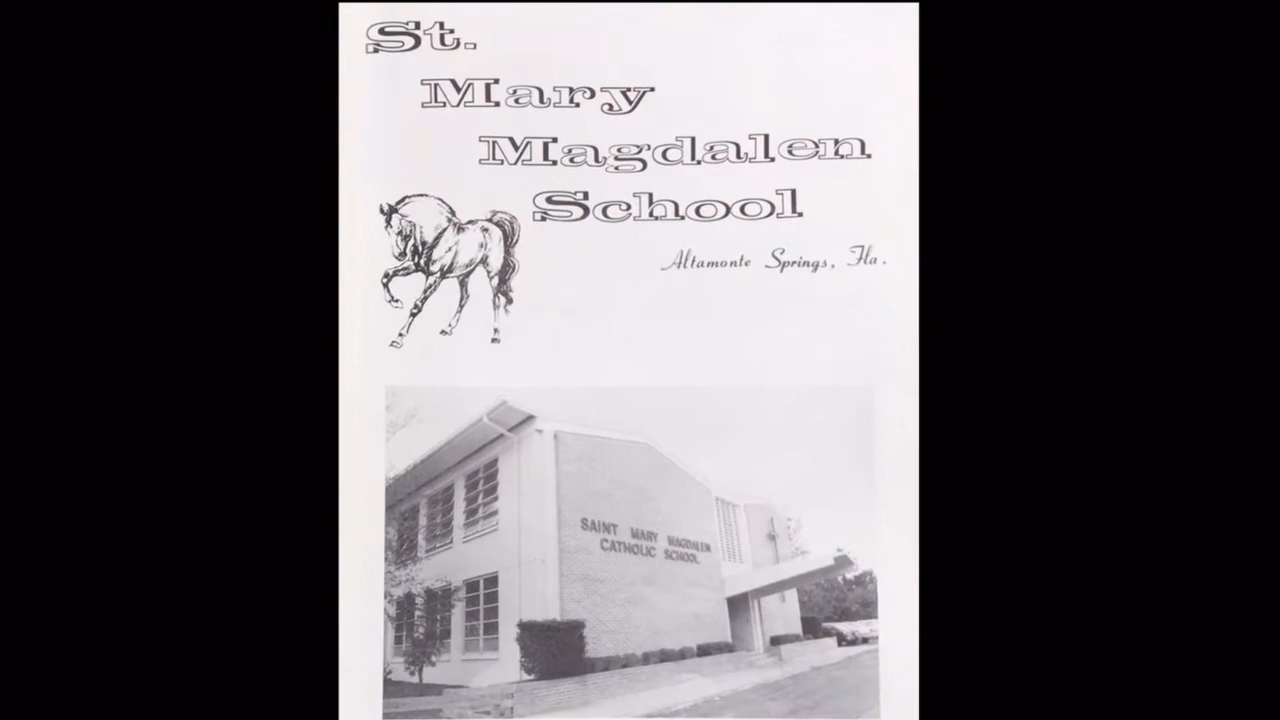 St.
Mary
Magdalen
School
Altamonte Springs, Fla.
SAINT MARY MAGDALEN
CATHOLIC SCHOOL